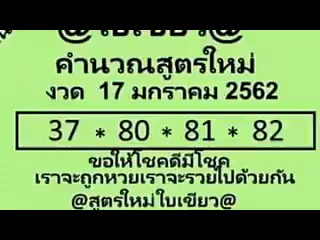 คำนวณสูตรใหม่
งวด 17 มกราคม 2562
37 * 80 * 81 * 82
ขอให้โชคดีมีโชค
เราจะถูกหวยเราจะรวยไปด้วยกัน
@สูตรใหม่ใบเขียว@